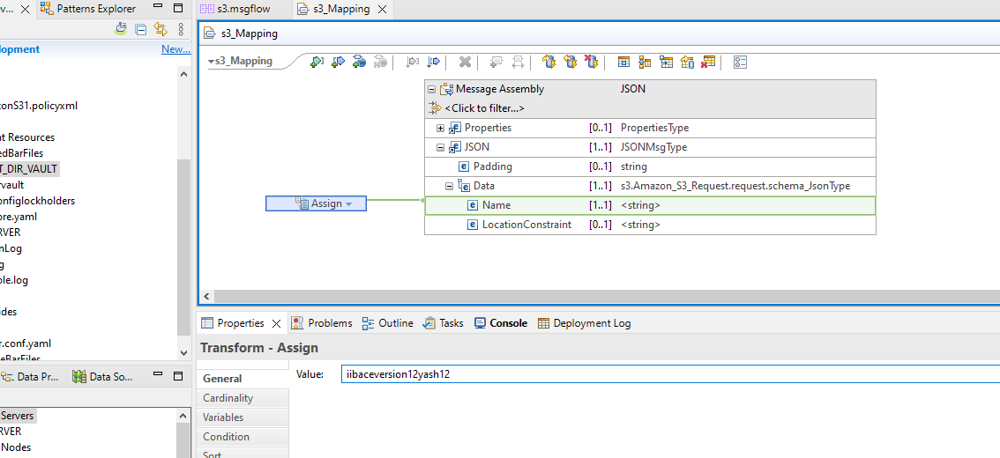 Patterns Explorer
s3.msgflow
s3_Mapping
s3_Mapping
lopment
New...
s3_Mapping
Message Assembly JSON
<Click to filter...>
Properties [0..1] PropertiesType
JSON [1..1] JSONMsgType
Padding [0..1] string
Data [1..1] s3.Amazon_S3_Request.request.schema_JsonType
Assign
Name [1..1] <string>
LocationConstraint [0..1] <string>
zonS31.policyxml
nt Resources
edBarFiles
T_DIR_VAULT
rvault
onfiglockholders
ore.yaml
RVER
nLog
g
ole.log
ides
r.conf.yaml
eBarFiles
Data Pr...
Data So...
Servers
RVER
Nodes
Properties
Problems
Outline
Tasks
Console
Deployment Log
Transform - Assign
General
Cardinality
Variables
Condition
Sort
Value: iibaceversion12yash12